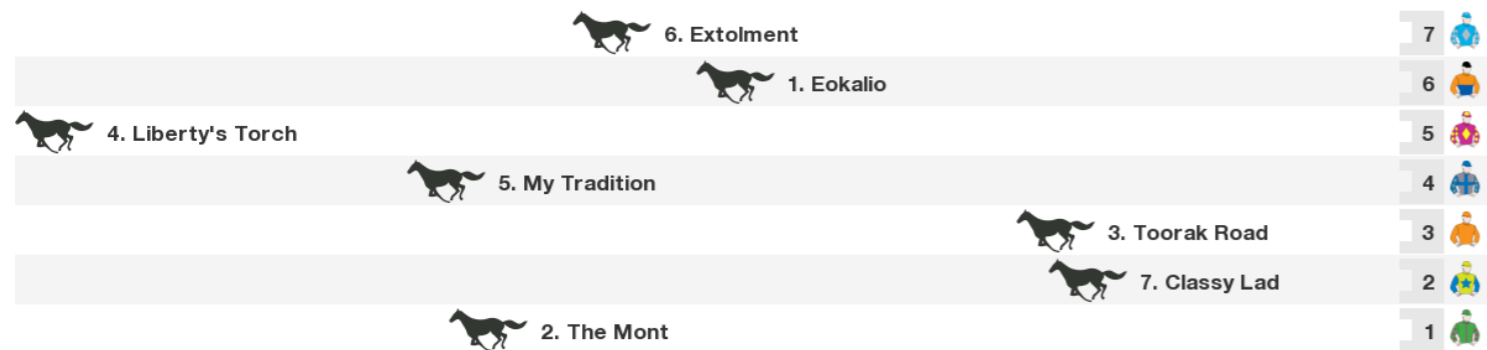 6. Extolment 7
1. Eokalio 6
4. Liberty's Torch 5
5. My Tradition 4
3. Toorak Road 3
7. Classy Lad 2
2. The Mont 1